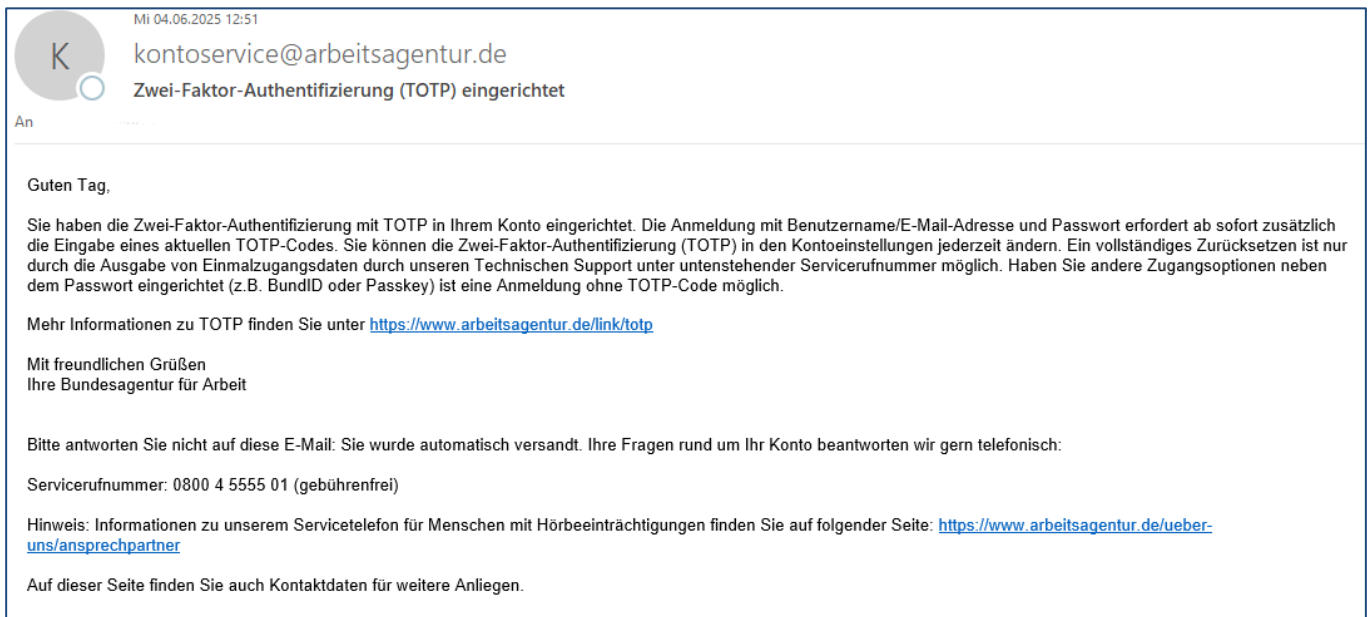 Mi 04.06.2025 12:51
K
kontoservice@arbeitsagentur.de
Zwei-Faktor-Authentifizierung (TOTP) eingerichtet
An
Guten Tag,
Sie haben die Zwei-Faktor-Authentifizierung mit TOTP in Ihrem Konto eingerichtet. Die Anmeldung mit Benutzername/E-Mail-Adresse und Passwort erfordert ab sofort zusätzlich
die Eingabe eines aktuellen TOTP-Codes. Sie können die Zwei-Faktor-Authentifizierung (TOTP) in den Kontoeinstellungen jederzeit ändern. Ein vollständiges Zurücksetzen ist nur
durch die Ausgabe von Einmalzugangsdaten durch unseren Technischen Support unter untenstehender Servicerufnummer möglich. Haben Sie andere Zugangsoptionen neben
dem Passwort eingerichtet (z.B. BundID oder Passkey) ist eine Anmeldung ohne TOTP-Code möglich.
Mehr Informationen zu TOTP finden Sie unter https://www.arbeitsagentur.de/link/totp
Mit freundlichen Grüßen
Ihre Bundesagentur für Arbeit
Bitte antworten Sie nicht auf diese E-Mail: Sie wurde automatisch versandt. Ihre Fragen rund um Ihr Konto beantworten wir gern telefonisch:
Servicerufnummer: 0800 4 5555 01 (gebührenfrei)
Hinweis: Informationen zu unserem Servicetelefon für Menschen mit Hörbeeinträchtigungen finden Sie auf folgender Seite: https://www.arbeitsagentur.de/ueber-
uns/ansprechpartner
Auf dieser Seite finden Sie auch Kontaktdaten für weitere Anliegen.